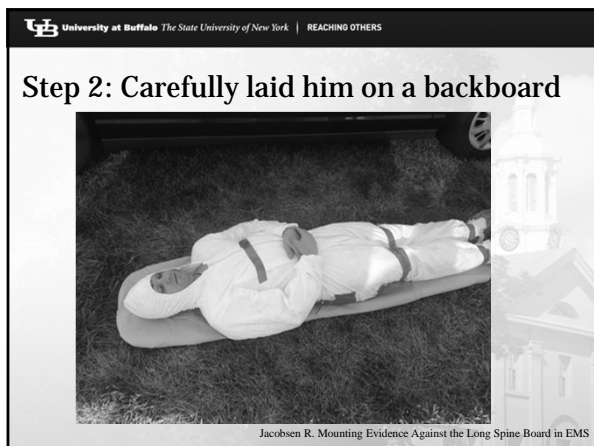 UB University at Buffalo The State University of New York | REACHING OTHERS
Step 2: Carefully laid him on a backboard
Jacobsen R. Mounting Evidence Against the Long Spine Board in EMS